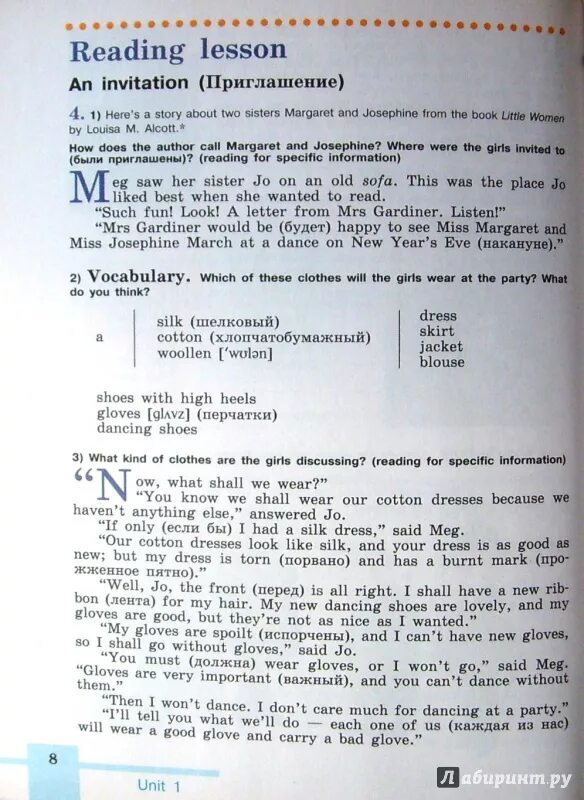 Reading lesson
An invitation (Приглашение)
4. 1) Here's a story about two sisters Margaret and Josephine from the book Little Women
by Louisa M. Alcott.*
How does the author call Margaret and Josephine? Where were the girls invited to
(были приглашены)? (reading for specific information)
Meg saw her sister Jo on an old sofa. This was the place Jo
liked best when she wanted to read.
“Such fun! Look! A letter from Mrs Gardiner. Listen!”
“Mrs Gardiner would be (будет) happy to see Miss Margaret and
Miss Josephine March at a dance on New Year's Eve (накануне).”
2) Vocabulary. Which of these clothes will the girls wear at the party? What
do you think?
a
silk (шелковый)
cotton (хлопчатобумажный)
woollen [ˈwʊlən]
dress
skirt
jacket
blouse
shoes with high heels
gloves [glʌvz] (перчатки)
dancing shoes
3) What kind of clothes are the girls discussing? (reading for specific information)
“Now, what shall we wear?”
“You know we shall wear our cotton dresses because we
haven't anything else,” answered Jo.
“If only (если бы) I had a silk dress,” said Meg.
“Our cotton dresses look like silk, and your dress is as good as
new; but my dress is torn (порвано) and has a burnt mark (про-
жженное пятно).”
“Well, Jo, the front (перед) is all right. I shall have a new rib-
bon (лента) for my hair. My new dancing shoes are lovely, and my
gloves are good, but they're not as nice as I wanted.”
“My gloves are spoilt (испорчены), and I can't have new gloves,
so I shall go without gloves,” said Jo.
“You must (должна) wear gloves, or I won't go,” said Meg.
“Gloves are very important (важный), and you can't dance without
them.”
“Then I won't dance. I don't care much for dancing at a party.”
“I'll tell you what we'll do — each one of us (каждая из нас)
will wear a good glove and carry a bad glove.”
8
Unit 1
Лабиринт.ру